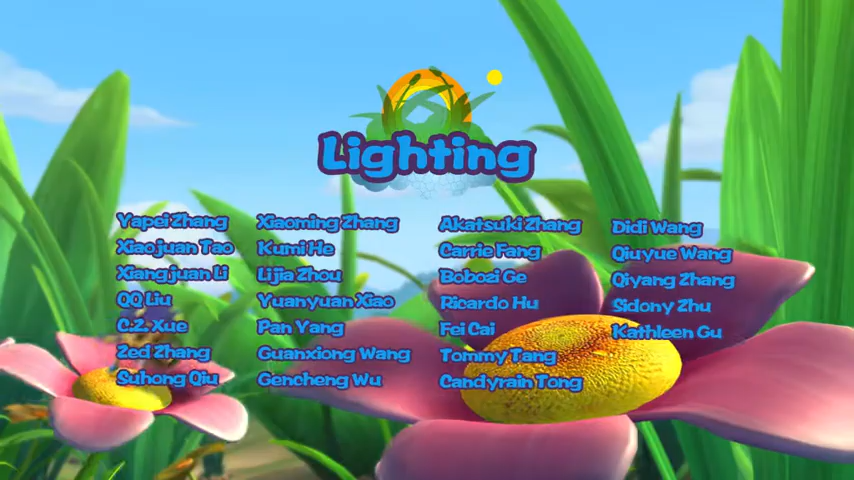 Lighting
Yapei Zhang
Xiaojuan Tao
Xiangjuan Li
QQ Liu
C.Z. Xue
Zed Zhang
Suhong Qiu
Xiaoming Zhang
Kumi He
Lijia Zhou
Yuanyuan Xiao
Pan Yang
Guanxiong Wang
Gencheng Wu
Akatsuki Zhang
Carrie Fang
Bobozi Ge
Ricardo Hu
Fei Cai
Tommy Tang
Candyrain Tong
Didi Wang
Qiuyue Wang
Qiyang Zhang
Sidony Zhu
Kathleen Gu